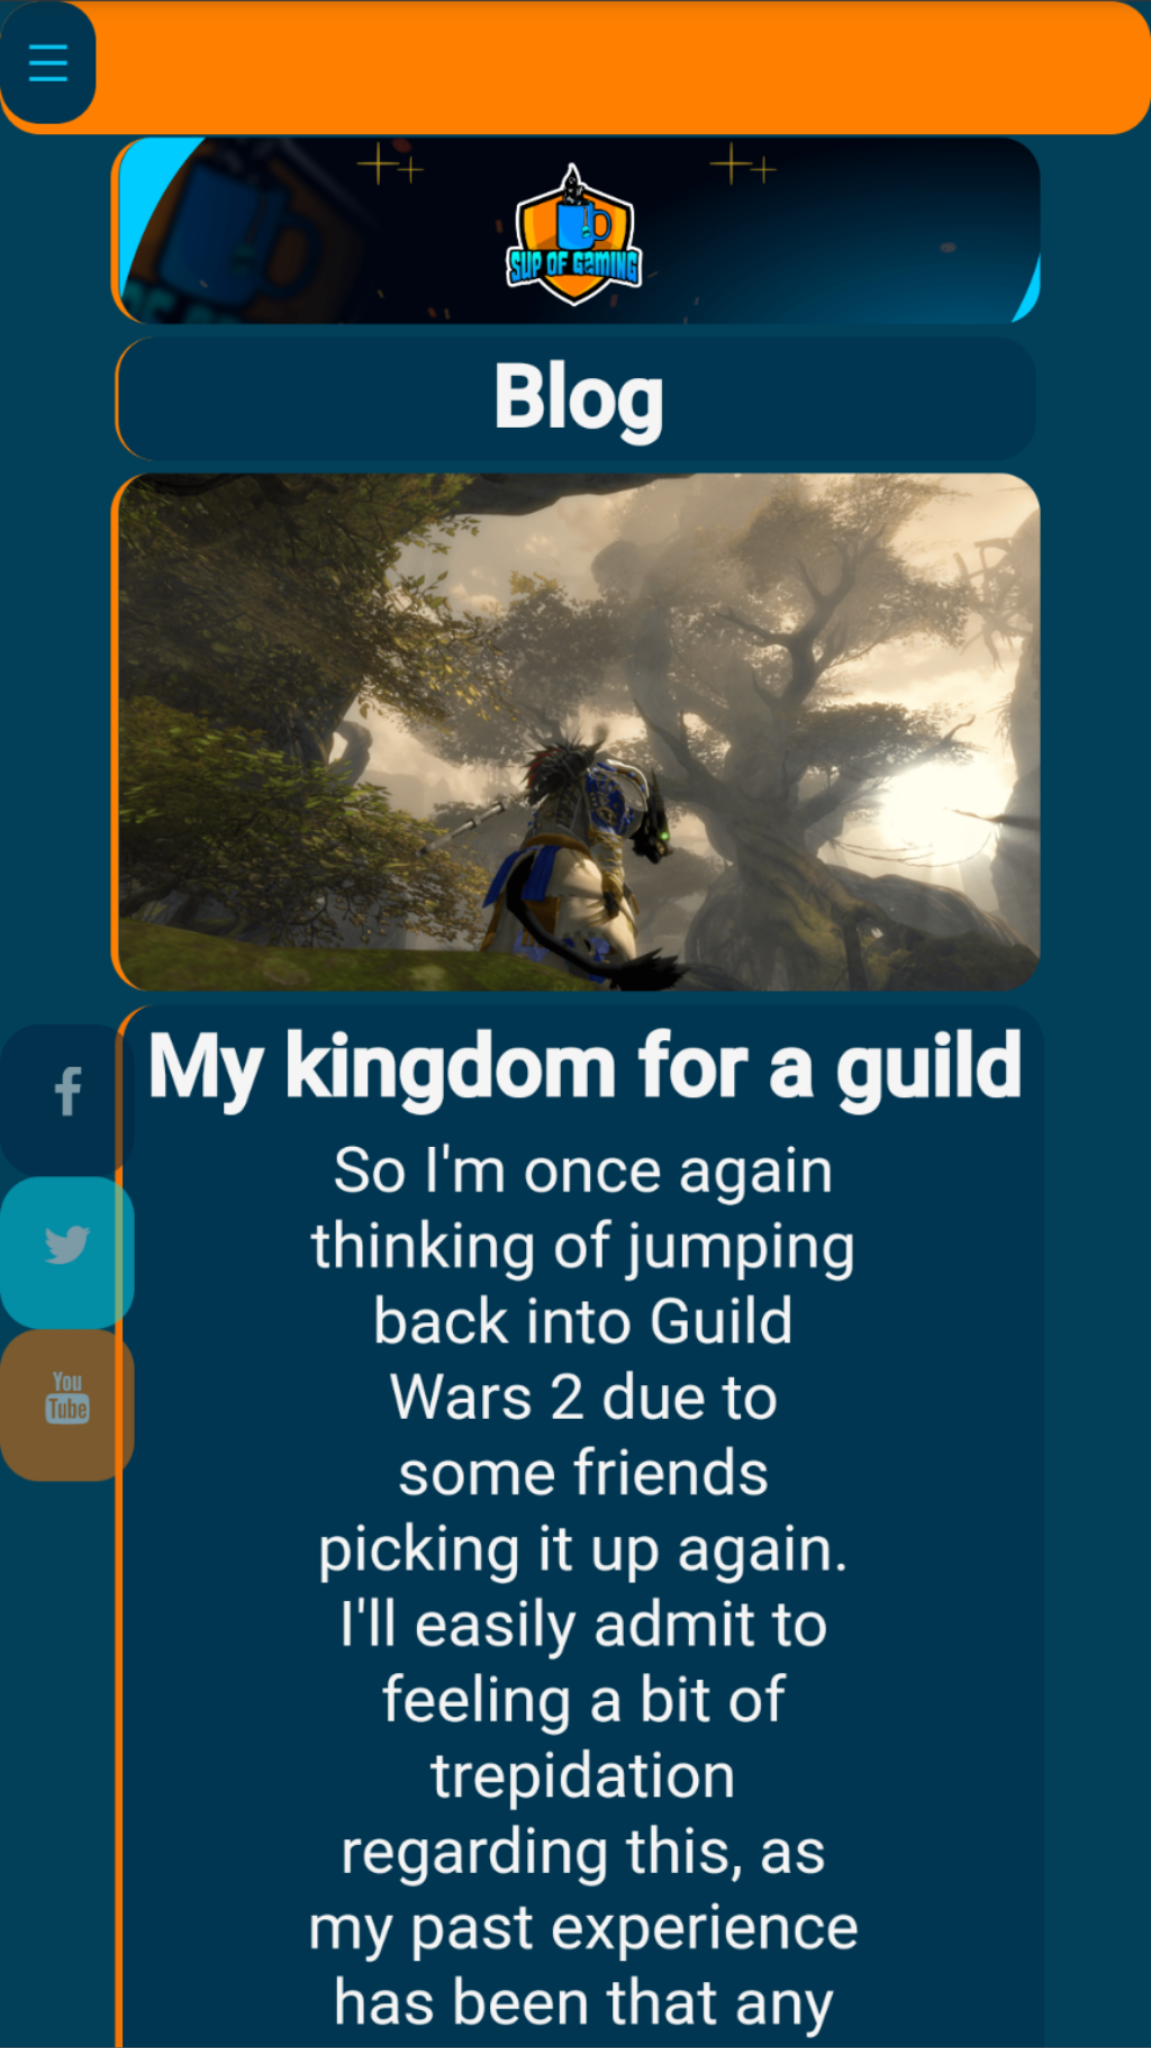 SUP OF GAMING
Blog
My kingdom for a guild
So I'm once again
thinking of jumping
back into Guild
Wars 2 due to
some friends
picking it up again.
I'll easily admit to
feeling a bit of
trepidation
regarding this, as
my past experience
has been that any
You
Tube